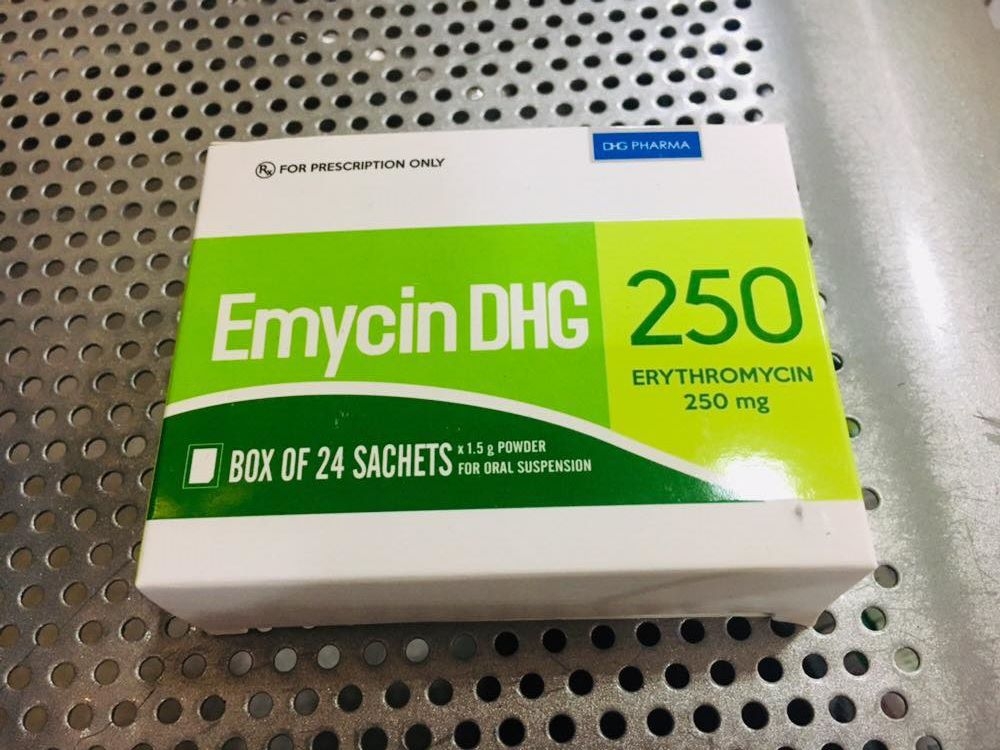 Rx FOR PRESCRIPTION ONLY
DHG PHARMA
Emycin DHG
250
ERYTHROMYCIN
250 mg
BOX OF 24 SACHETS
x 1.5 g POWDER
FOR ORAL SUSPENSION